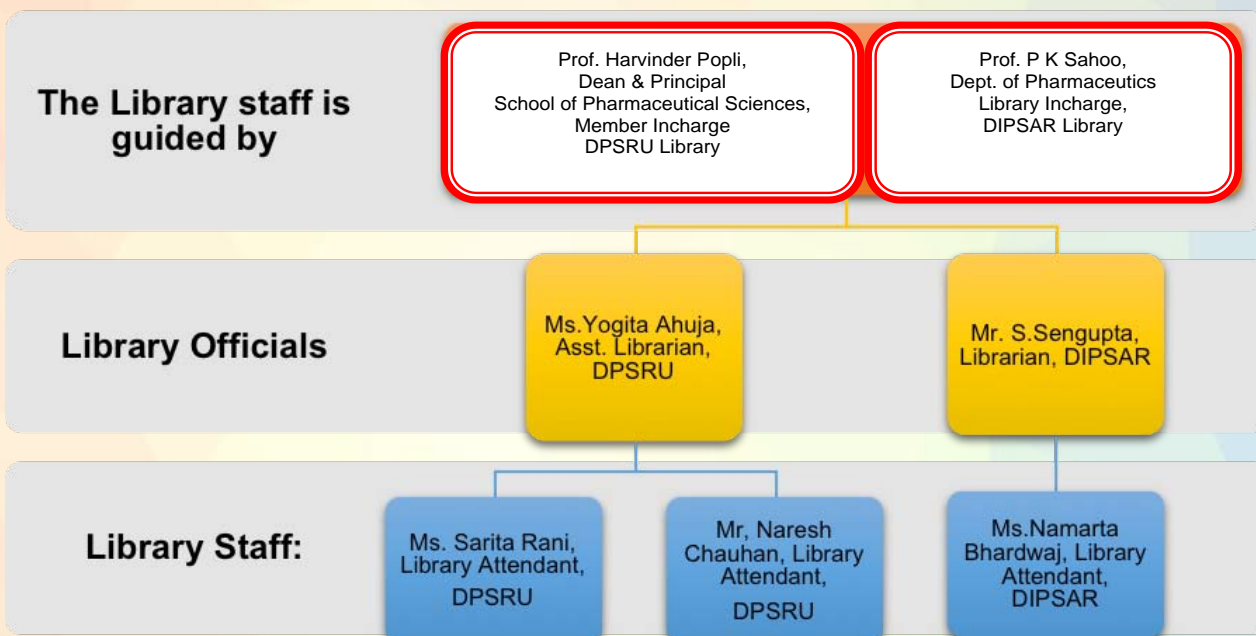 The Library staff is
guided by
Prof. Harvinder Popli,
Dean & Principal
School of Pharmaceutical Sciences,
Member Incharge
DPSRU Library
Prof. P K Sahoo,
Dept. of Pharmaceutics
Library Incharge,
DIPSAR Library
Library Officials
Ms.Yogita Ahuja,
Asst. Librarian,
DPSRU
Mr. S.Sengupta,
Librarian, DIPSAR
Library Staff:
Ms. Sarita Rani,
Library Attendant,
DPSRU
Mr, Naresh
Chauhan, Library
Attendant,
DPSRU
Ms.Namarta
Bhardwaj, Library
Attendant,
DIPSAR